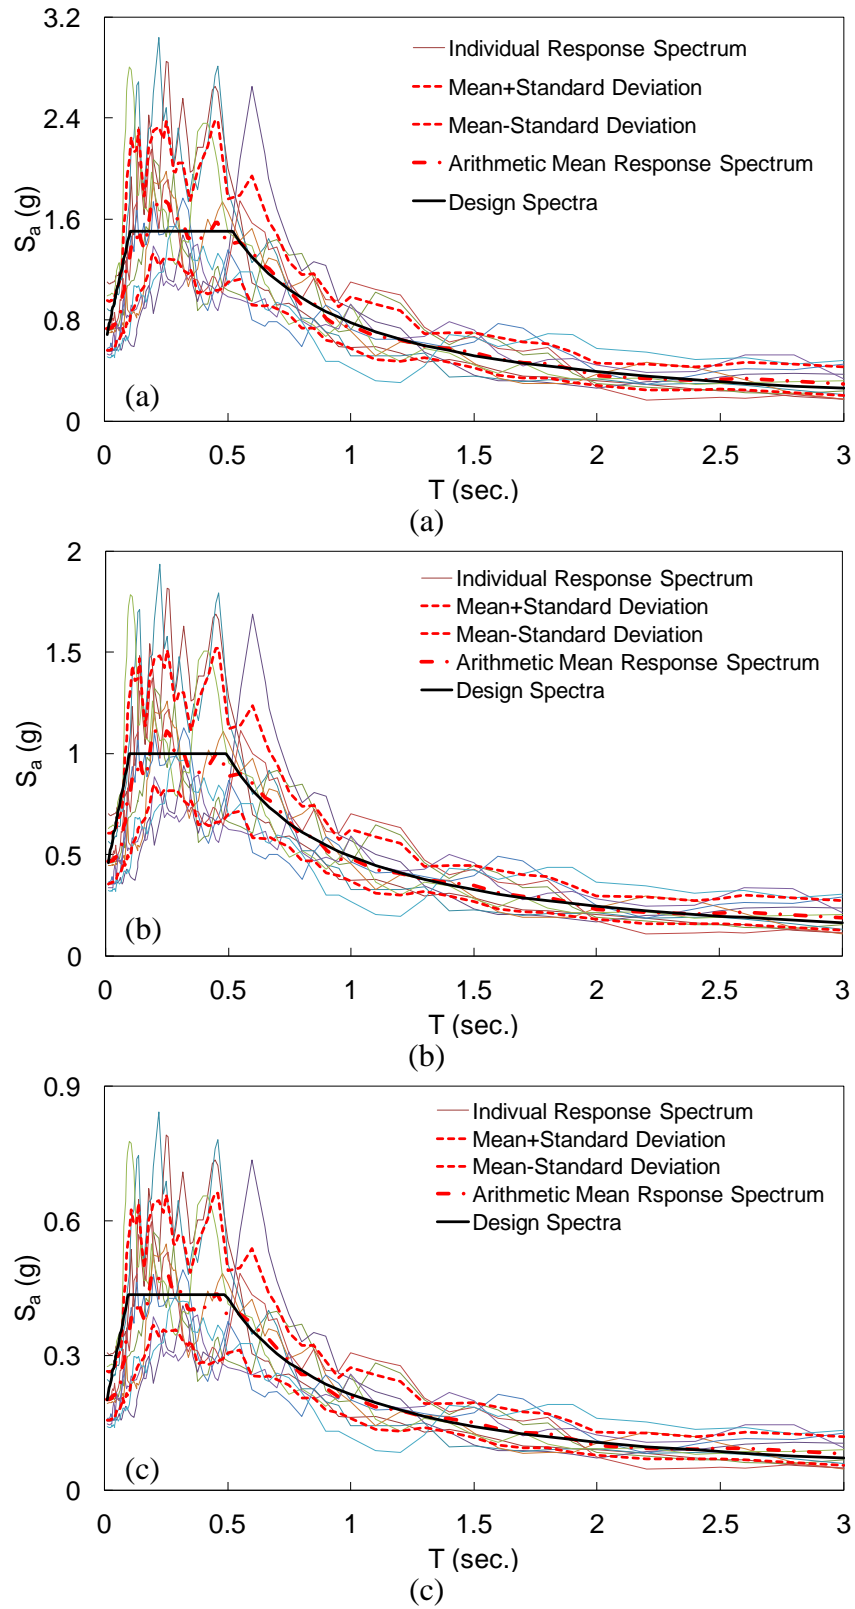 3.2
2.4
1.6
0.8
0
S_a (g)
Individual Response Spectrum
Mean+Standard Deviation
Mean-Standard Deviation
Arithmetic Mean Response Spectrum
Design Spectra
(a)
0 0.5 1 1.5 2 2.5 3
T (sec.)
(a)
2
1.5
1
0.5
0
S_a (g)
Individual Response Spectrum
Mean+Standard Deviation
Mean-Standard Deviation
Arithmetic Mean Response Spectrum
Design Spectra
(b)
0 0.5 1 1.5 2 2.5 3
T (sec.)
(b)
0.9
0.6
0.3
0
S_a (g)
Indivual Response Spectrum
Mean+Standard Deviation
Mean-Standard Deviation
Arithmetic Mean Rsponse Spectrum
Design Spectra
(c)
0 0.5 1 1.5 2 2.5 3
T (sec.)
(c)